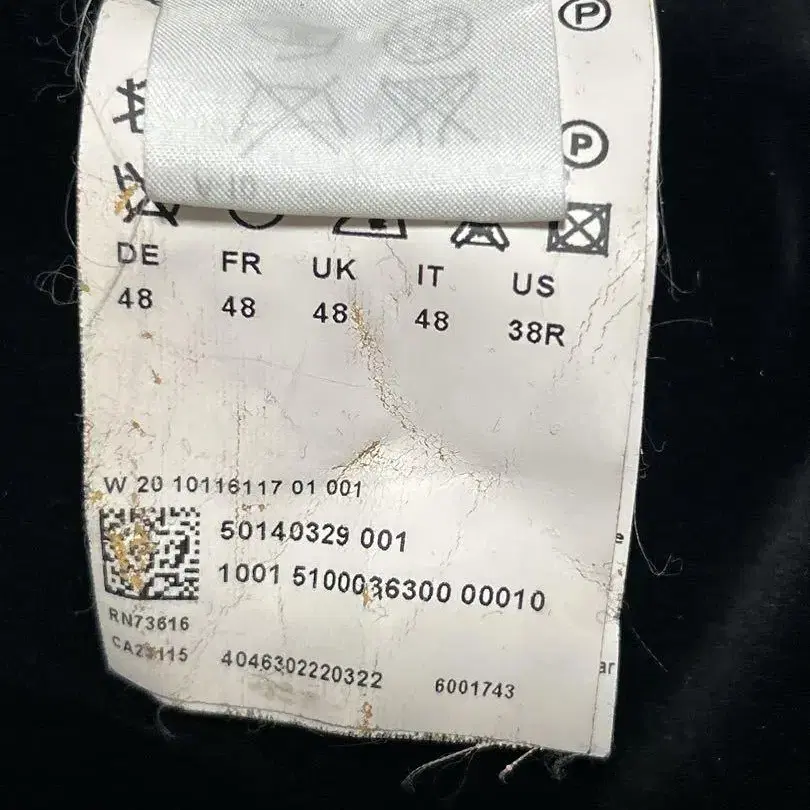 P
P
DE FR UK IT US
48 48 48 48 38R
W 20 10116117 01 001
50140329 001
1001 5100036300 00010
RN73616
4046302220322 6001743